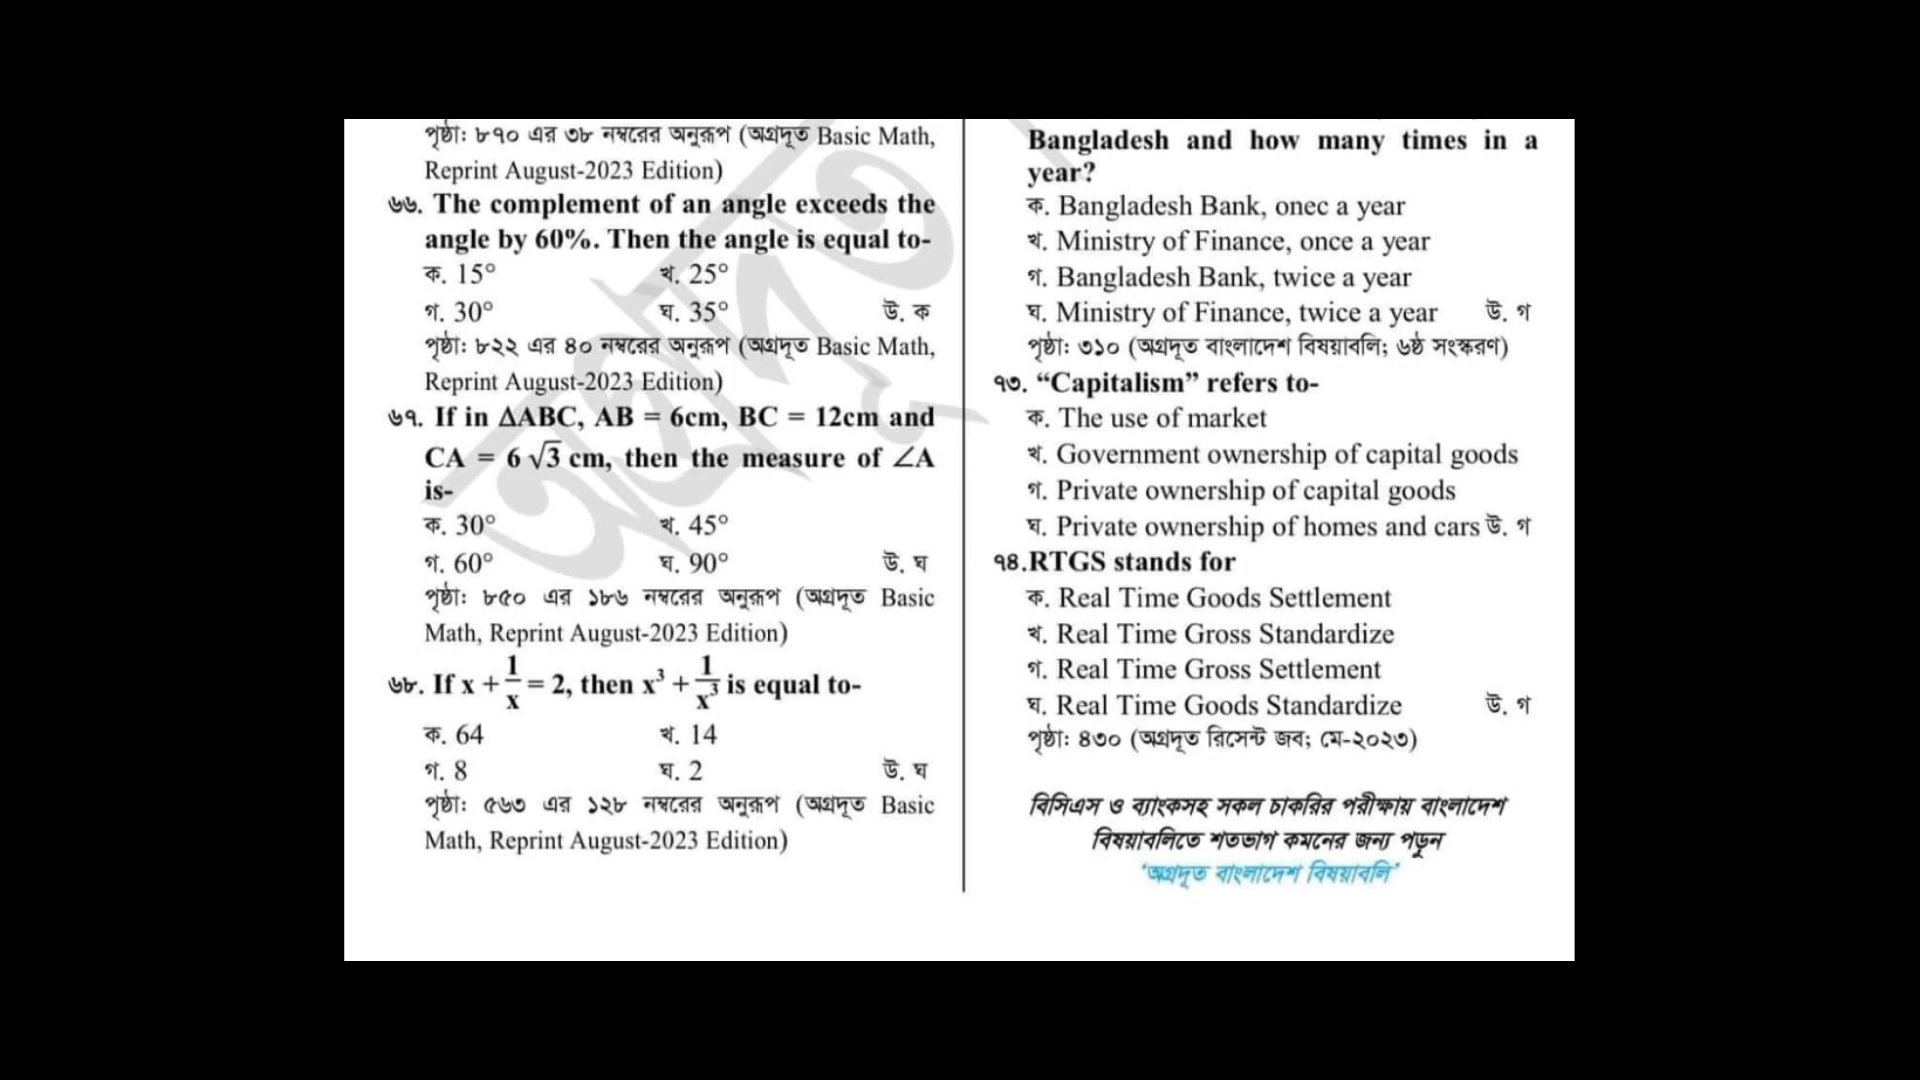 পৃষ্ঠা: ৮৭০ এর ৩৮ নম্বরের অনুরূপ (অগ্রদূত Basic Math,
Reprint August-2023 Edition)
৬৬. The complement of an angle exceeds the
angle by 60%. Then the angle is equal to-
ক. 15° খ. 25°
গ. 30° ঘ. 35° উ. ক
পৃষ্ঠা: ৮২২ এর ৪০ নম্বরের অনুরূপ (অগ্রদূত Basic Math,
Reprint August-2023 Edition)
৬৭. If in ΔABC, AB = 6cm, BC = 12cm and
CA = 6 √3 cm, then the measure of ∠A
is-
ক. 30° খ. 45°
গ. 60° ঘ. 90° উ. ঘ
পৃষ্ঠা: ৮৫০ এর ১৮৬ নম্বরের অনুরূপ (অগ্রদূত Basic
Math, Reprint August-2023 Edition)
৬৮. If x + 1/x = 2, then x³ + 1/x³ is equal to-
ক. 64 খ. 14
গ. 8 ঘ. 2 উ. ঘ
পৃষ্ঠা: ৫৬৩ এর ১২৮ নম্বরের অনুরূপ (অগ্রদূত Basic
Math, Reprint August-2023 Edition)
Bangladesh and how many times in a
year?
ক. Bangladesh Bank, onec a year
খ. Ministry of Finance, once a year
গ. Bangladesh Bank, twice a year
ঘ. Ministry of Finance, twice a year উ. গ
পৃষ্ঠা: ৩১০ (অগ্রদূত বাংলাদেশ বিষয়াবলি; ৬ষ্ঠ সংস্করণ)
৭৩. “Capitalism” refers to-
ক. The use of market
খ. Government ownership of capital goods
গ. Private ownership of capital goods
ঘ. Private ownership of homes and cars উ. গ
৭৪.RTGS stands for
ক. Real Time Goods Settlement
খ. Real Time Gross Standardize
গ. Real Time Gross Settlement
ঘ. Real Time Goods Standardize উ. গ
পৃষ্ঠা: ৪৩০ (অগ্রদূত রিসেন্ট জব; মে-২০২৩)
বিসিএস ও ব্যাংকসহ সকল চাকরির পরীক্ষায় বাংলাদেশ
বিষয়াবলিতে শতভাগ কমনের জন্য পড়ুন
‘অগ্রদূত বাংলাদেশ বিষয়াবলি’
অগ্রদূত